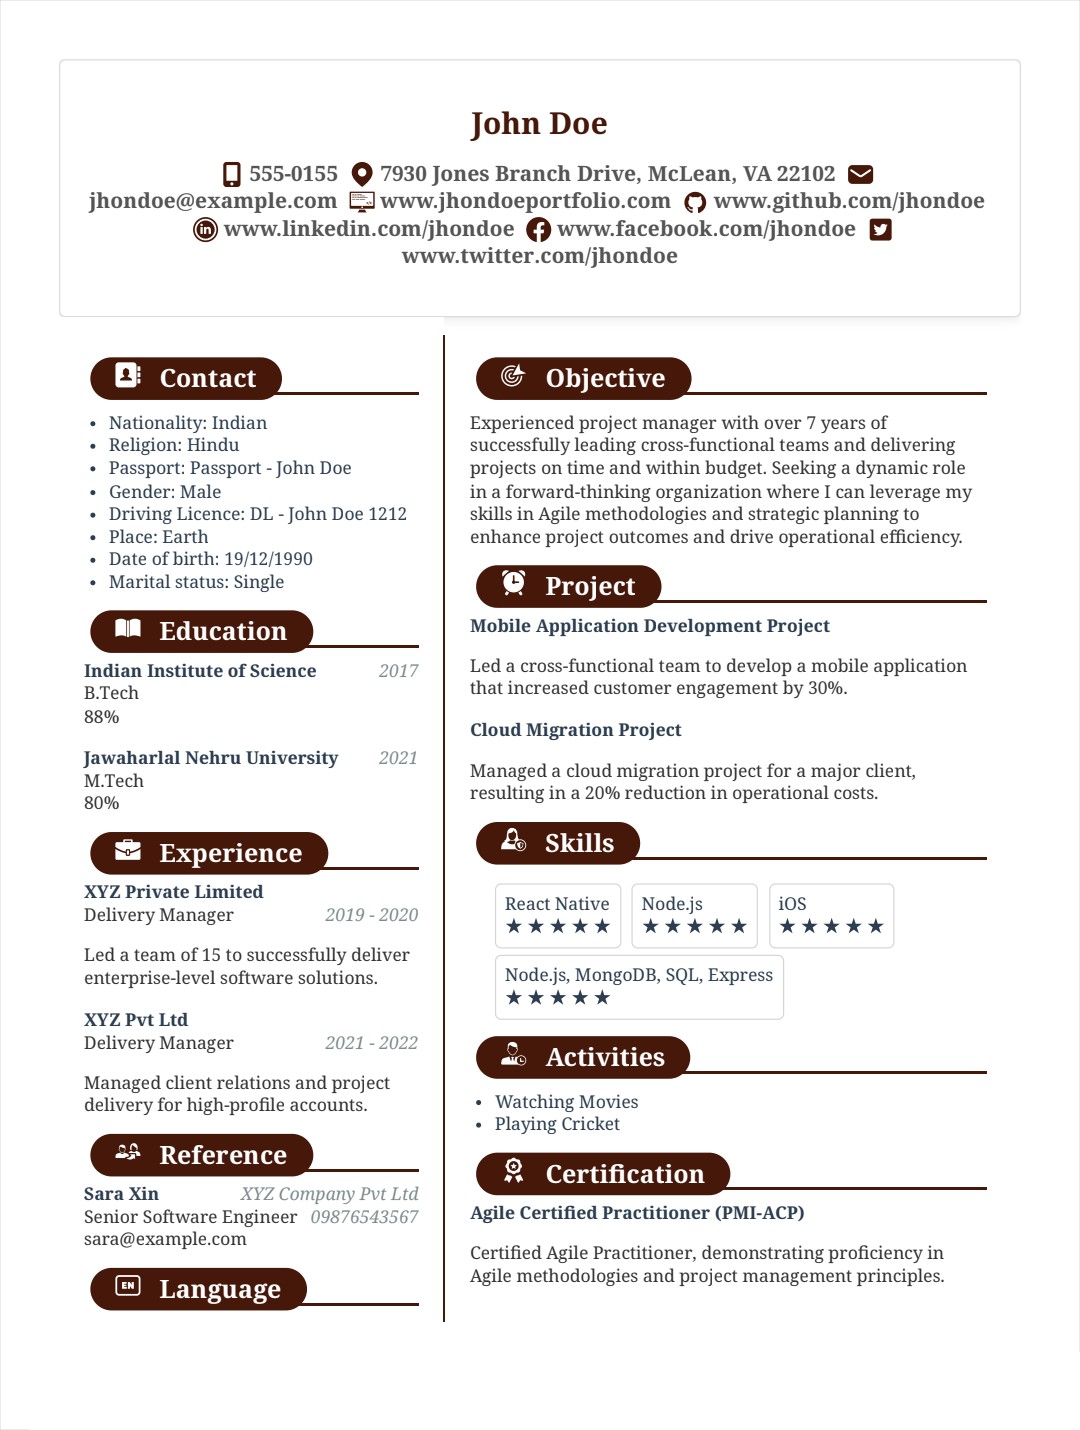 John Doe
555-0155 7930 Jones Branch Drive, McLean, VA 22102
jhondoe@example.com www.jhondoeportfolio.com www.github.com/jhondoe
www.linkedin.com/jhondoe www.facebook.com/jhondoe
www.twitter.com/jhondoe
Contact
• Nationality: Indian
• Religion: Hindu
• Passport: Passport - John Doe
• Gender: Male
• Driving Licence: DL - John Doe 1212
• Place: Earth
• Date of birth: 19/12/1990
• Marital status: Single
Education
Indian Institute of Science 2017
B.Tech
88%
Jawaharlal Nehru University 2021
M.Tech
80%
Experience
XYZ Private Limited
Delivery Manager 2019 - 2020
Led a team of 15 to successfully deliver
enterprise-level software solutions.
XYZ Pvt Ltd
Delivery Manager 2021 - 2022
Managed client relations and project
delivery for high-profile accounts.
Reference
Sara Xin XYZ Company Pvt Ltd
Senior Software Engineer 09876543567
sara@example.com
EN Language
Objective
Experienced project manager with over 7 years of
successfully leading cross-functional teams and delivering
projects on time and within budget. Seeking a dynamic role
in a forward-thinking organization where I can leverage my
skills in Agile methodologies and strategic planning to
enhance project outcomes and drive operational efficiency.
Project
Mobile Application Development Project
Led a cross-functional team to develop a mobile application
that increased customer engagement by 30%.
Cloud Migration Project
Managed a cloud migration project for a major client,
resulting in a 20% reduction in operational costs.
Skills
React Native Node.js iOS
★★★★★ ★★★★★ ★★★★★
Node.js, MongoDB, SQL, Express
★★★★★
Activities
• Watching Movies
• Playing Cricket
Certification
Agile Certified Practitioner (PMI-ACP)
Certified Agile Practitioner, demonstrating proficiency in
Agile methodologies and project management principles.